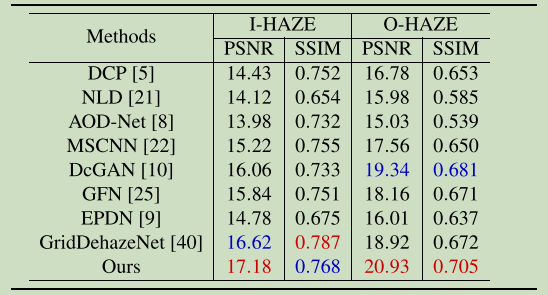 Methods I-HAZE O-HAZE
PSNR SSIM PSNR SSIM
DCP [5] 14.43 0.752 16.78 0.653
NLD [21] 14.12 0.654 15.98 0.585
AOD-Net [8] 13.98 0.732 15.03 0.539
MSCNN [22] 15.22 0.755 17.56 0.650
DcGAN [10] 16.06 0.733 19.34 0.681
GFN [25] 15.84 0.751 18.16 0.671
EPDN [9] 14.78 0.675 16.01 0.637
GridDehazeNet [40] 16.62 0.787 18.92 0.672
Ours 17.18 0.768 20.93 0.705